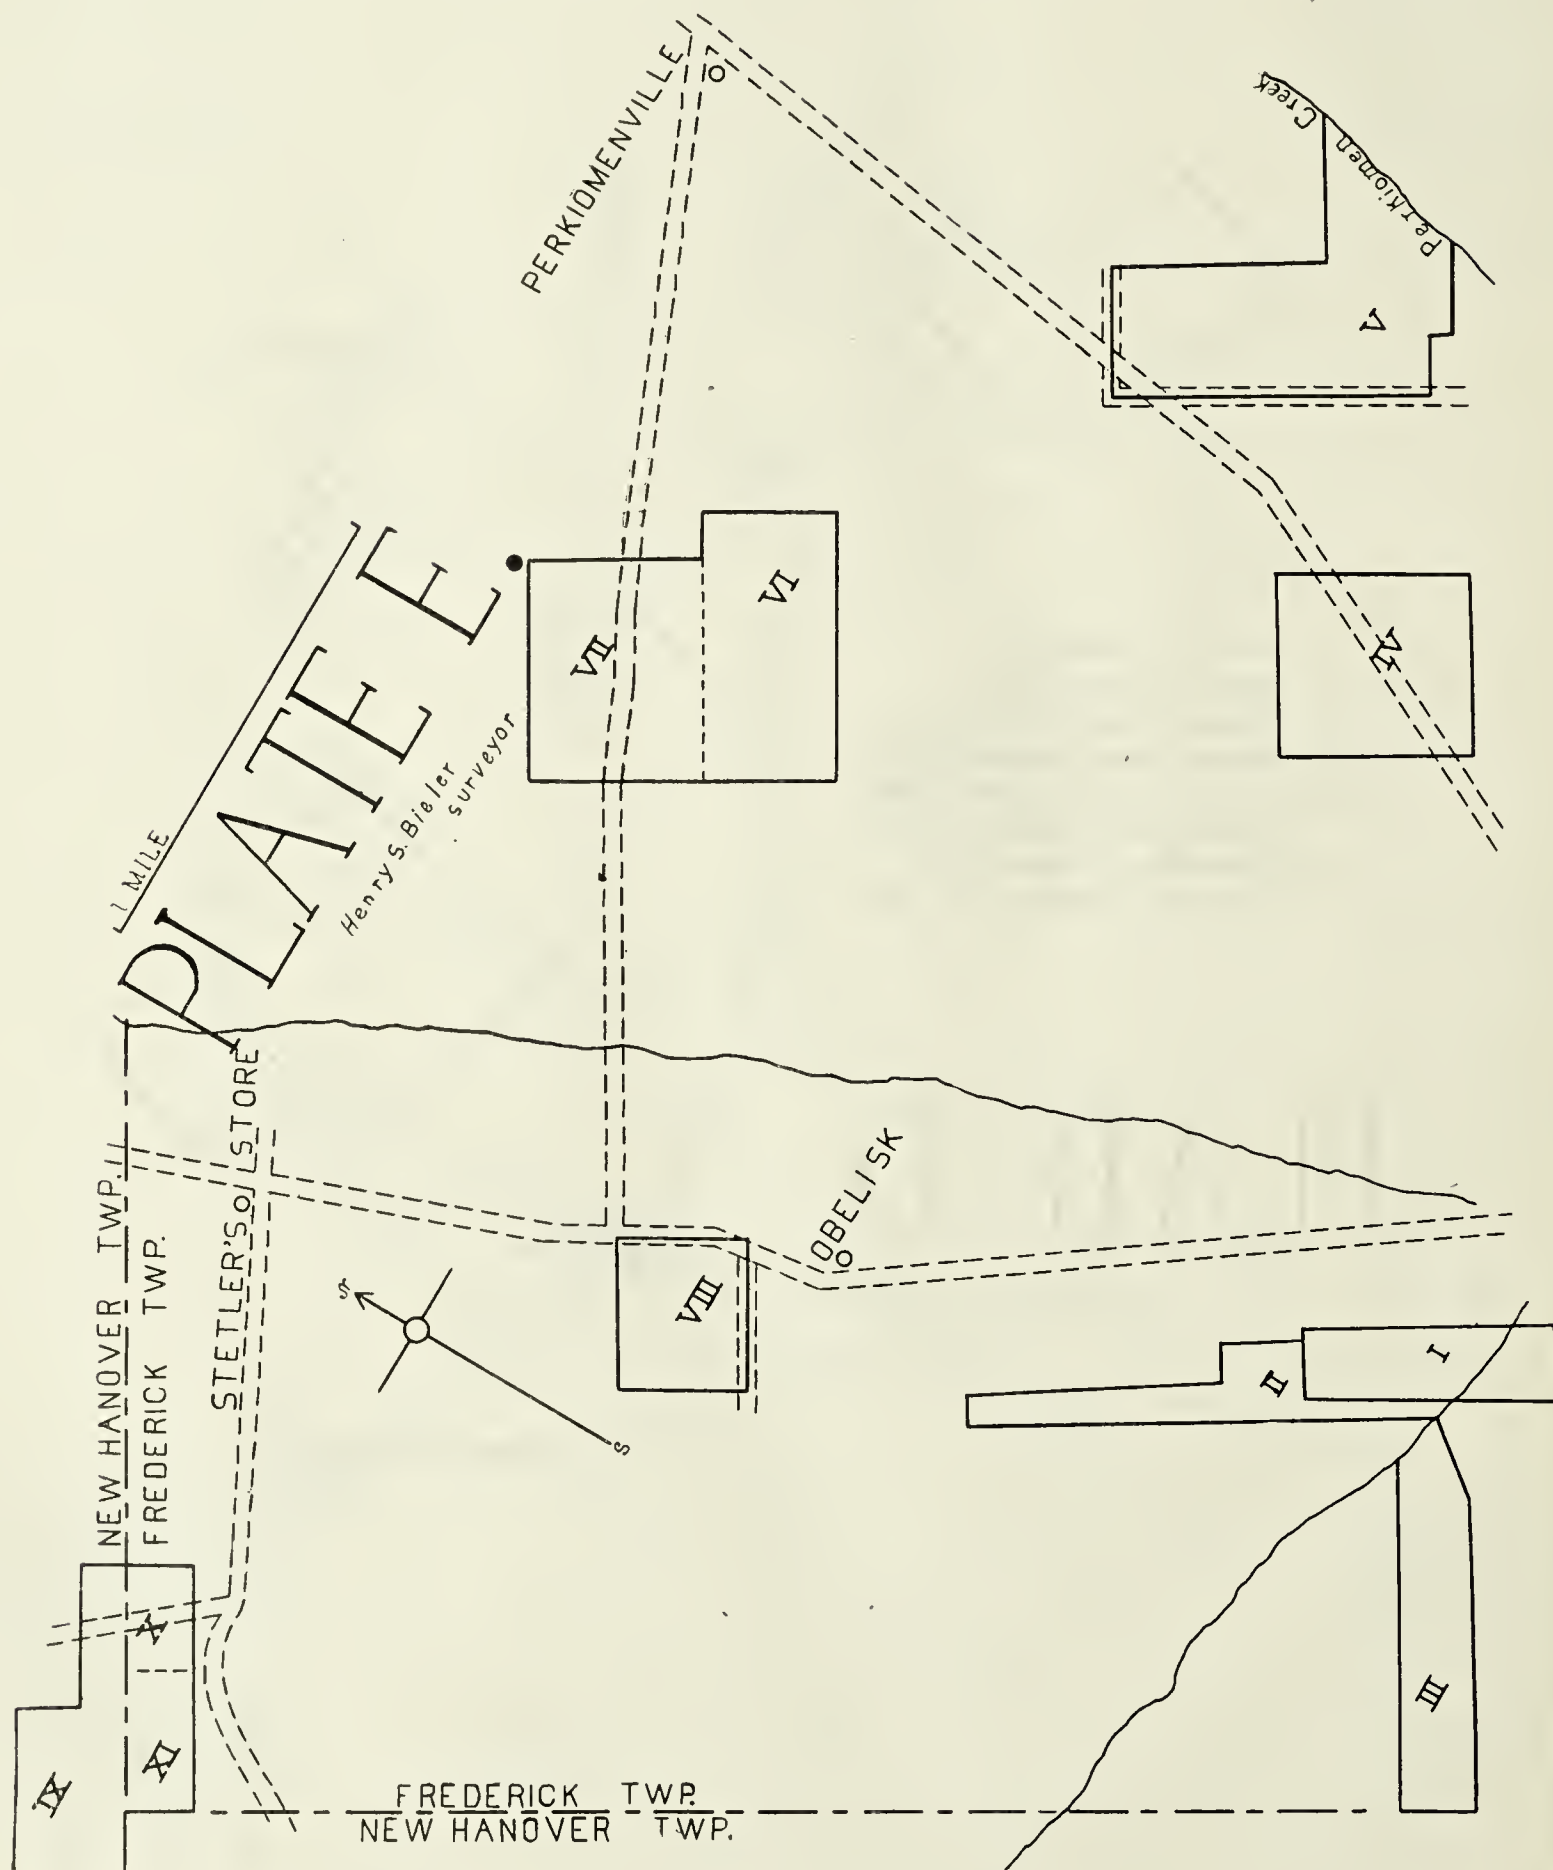 PERKIOMENVILLE
Perkiomen Creek
V
1 MILE
PLATE E.
Henry S. Bieler
surveyor
VII
VI
IV
NEW HANOVER TWP.
FREDERICK TWP.
STETLER'S STORE
OBELISK
VIII
S
I
II
III
X
XI
IX
FREDERICK TWP.
NEW HANOVER TWP.